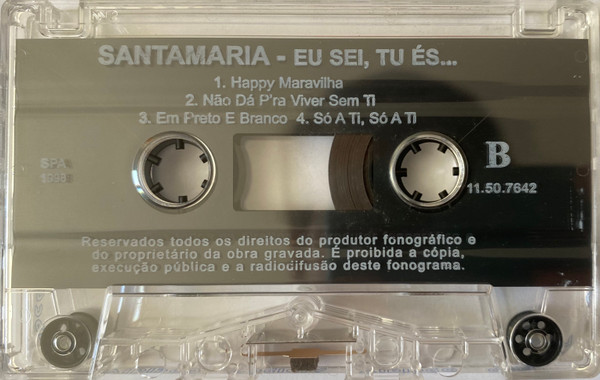 SANTAMARIA - EU SEI, TU ÉS...
1. Happy Maravilha
2. Não Dá P'ra Viver Sem Ti
3. Em Preto E Branco 4. Só A Ti, Só A Ti
SPA
B
11.50.7642
Reservados todos os direitos do produtor fonográfico e
do proprietário da obra gravada. É proibida a cópia,
execução pública e a radiodifusão deste fonograma.